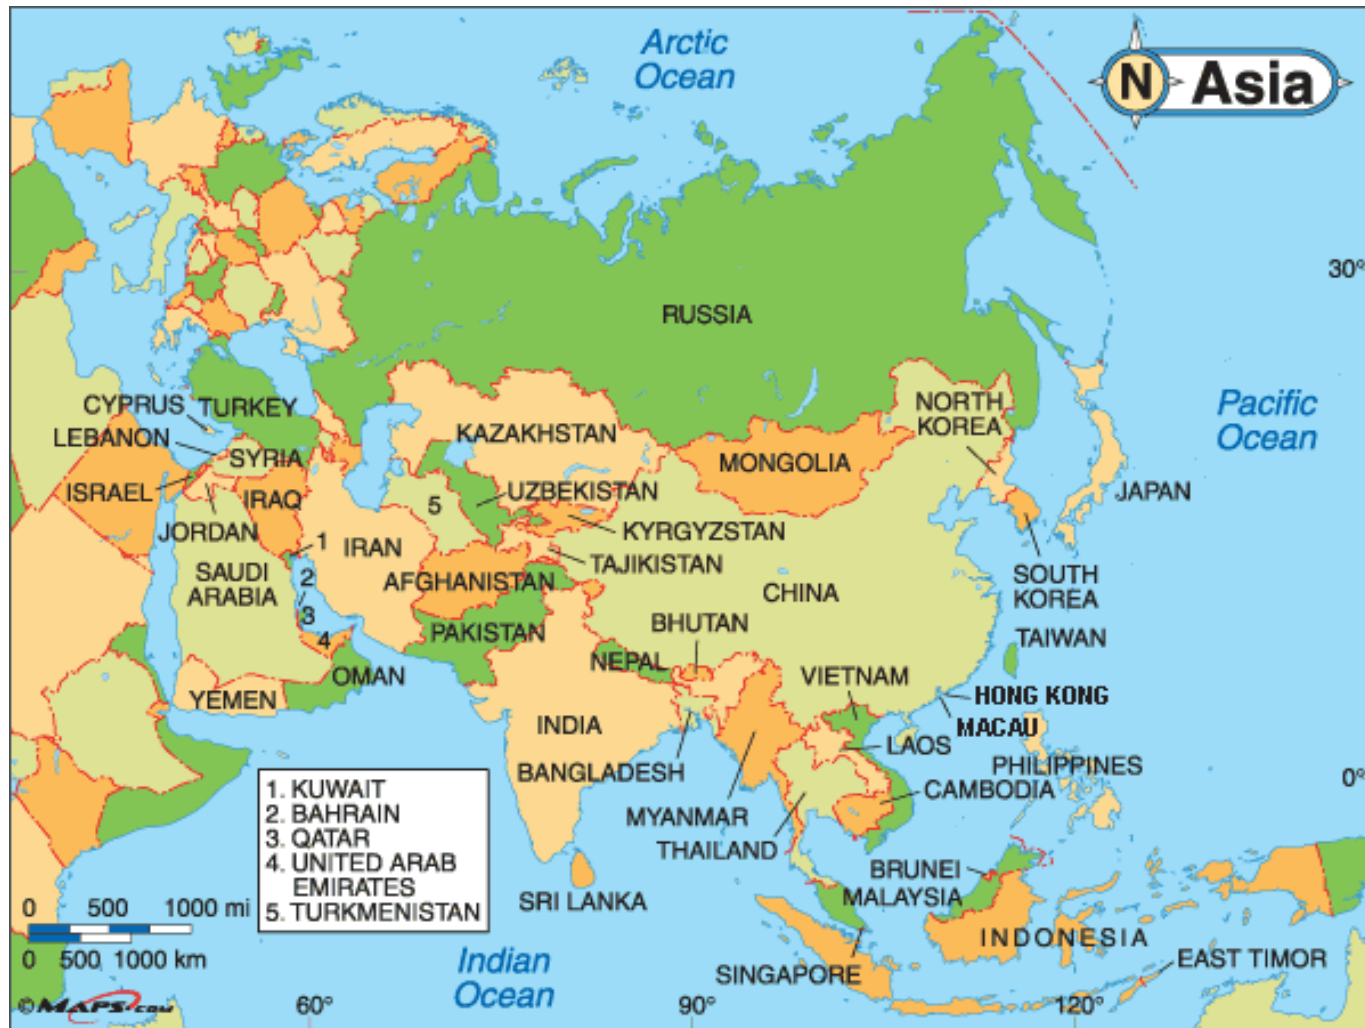 Arctic
Ocean
N Asia
30°
RUSSIA
Pacific
Ocean
CYPRUS
TURKEY
NORTH
KOREA
LEBANON
KAZAKHSTAN
SYRIA
MONGOLIA
ISRAEL
IRAQ
UZBEKISTAN
JAPAN
5
JORDAN
KYRGYZSTAN
1
IRAN
TAJIKISTAN
SAUDI
ARABIA
2
AFGHANISTAN
CHINA
SOUTH
KOREA
3
BHUTAN
4
PAKISTAN
TAIWAN
NEPAL
OMAN
VIETNAM
YEMEN
HONG KONG
INDIA
MACAU
LAOS
BANGLADESH
PHILIPPINES
0°
1. KUWAIT
2. BAHRAIN
3. QATAR
4. UNITED ARAB
EMIRATES
5. TURKMENISTAN
CAMBODIA
MYANMAR
THAILAND
BRUNEI
MALAYSIA
SRI LANKA
0 500 1000 mi
0 500 1000 km
INDONESIA
EAST TIMOR
SINGAPORE
Indian
Ocean
©MAPS.COM
60°
90°
120°